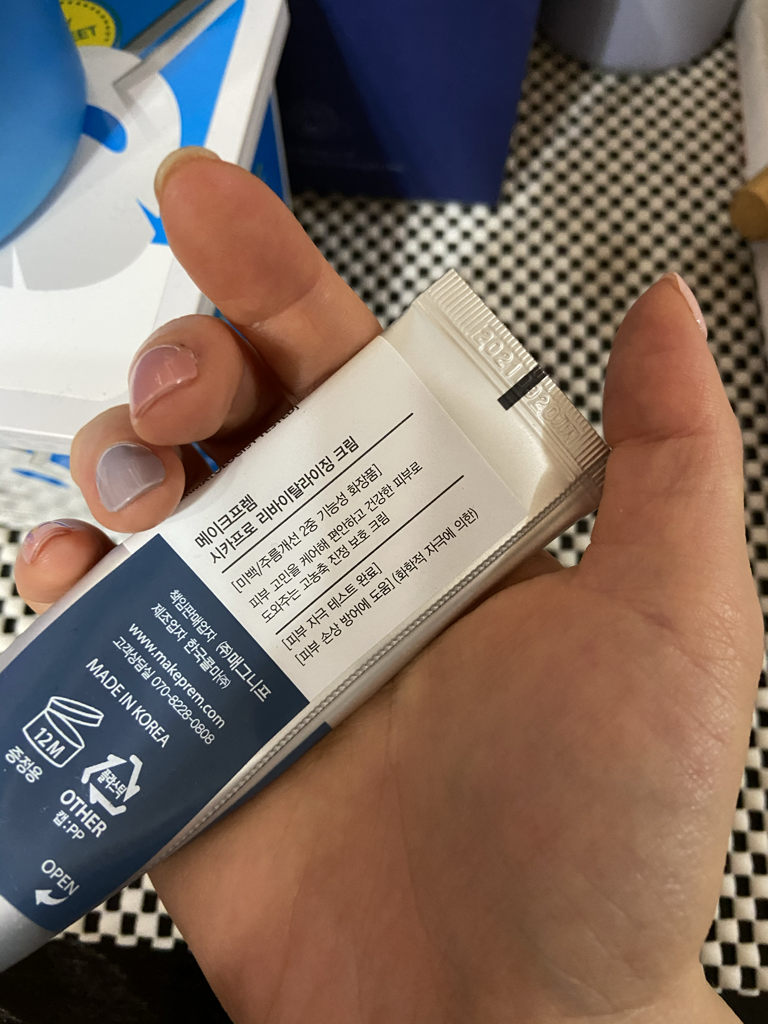 메이크프렘
시카프로 리바이탈라이징 크림
[미백/주름개선 2중 기능성 화장품]
피부 고민을 케어해 편안하고 건강한 피부로
도와주는 고농축 진정 보호 크림
[피부 자극 테스트 완료]
[피부 손상 방어에 도움] (화학적 자극에 의한)
책임판매업자 ㈜메그니프
제조업자 한국콜마㈜
www.makeprem.com
고객상담실 070-8228-0808
MADE IN KOREA
12M
증정용
플라스틱
OTHER
캡:PP
OPEN